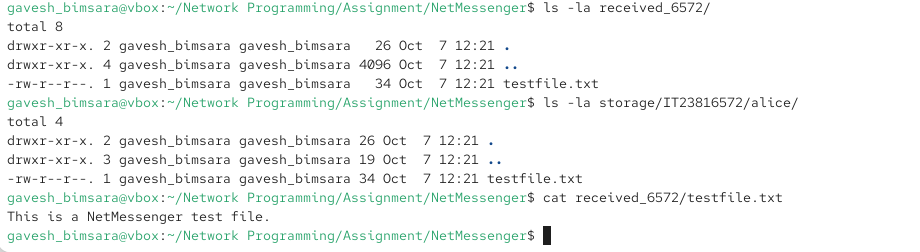 gavesh_bimsara@vbox:~/Network Programming/Assignment/NetMessenger$ ls -la received_6572/
total 8
drwxr-xr-x. 2 gavesh_bimsara gavesh_bimsara   26 Oct  7 12:21 .
drwxr-xr-x. 4 gavesh_bimsara gavesh_bimsara 4096 Oct  7 12:21 ..
-rw-r--r--. 1 gavesh_bimsara gavesh_bimsara   34 Oct  7 12:21 testfile.txt
gavesh_bimsara@vbox:~/Network Programming/Assignment/NetMessenger$ ls -la storage/IT23816572/alice/
total 4
drwxr-xr-x. 2 gavesh_bimsara gavesh_bimsara 26 Oct  7 12:21 .
drwxr-xr-x. 3 gavesh_bimsara gavesh_bimsara 19 Oct  7 12:21 ..
-rw-r--r--. 1 gavesh_bimsara gavesh_bimsara 34 Oct  7 12:21 testfile.txt
gavesh_bimsara@vbox:~/Network Programming/Assignment/NetMessenger$ cat received_6572/testfile.txt
This is a NetMessenger test file.
gavesh_bimsara@vbox:~/Network Programming/Assignment/NetMessenger$